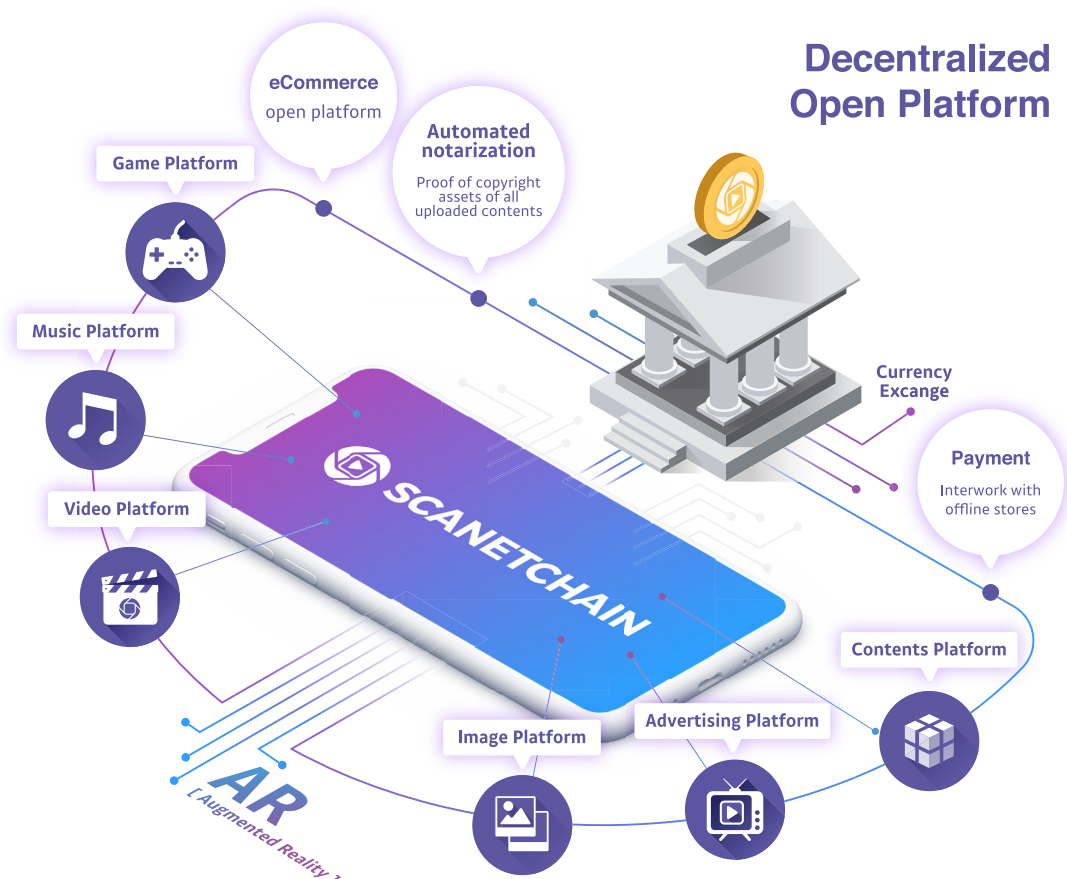 Decentralized
Open Platform
eCommerce
open platform
Automated
notarization
Proof of copyright
assets of all
uploaded contents
Game Platform
Music Platform
Currency
Excange
Payment
Interwork with
offline stores
Video Platform
SCANETCHAIN
Contents Platform
Advertising Platform
Image Platform
AR
[ Augmented Reality ]